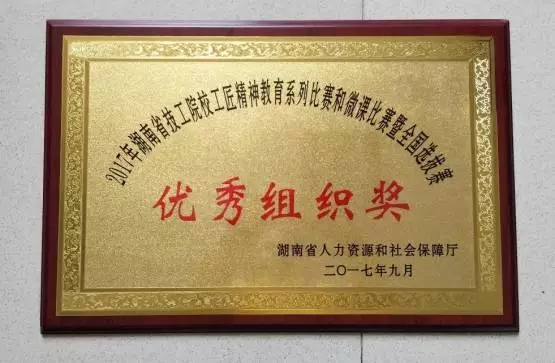 2017年湖南省技工院校工匠精神教育系列比赛和微课比赛暨全国选拔赛
优秀组织奖
湖南省人力资源和社会保障厅
二〇一七年九月